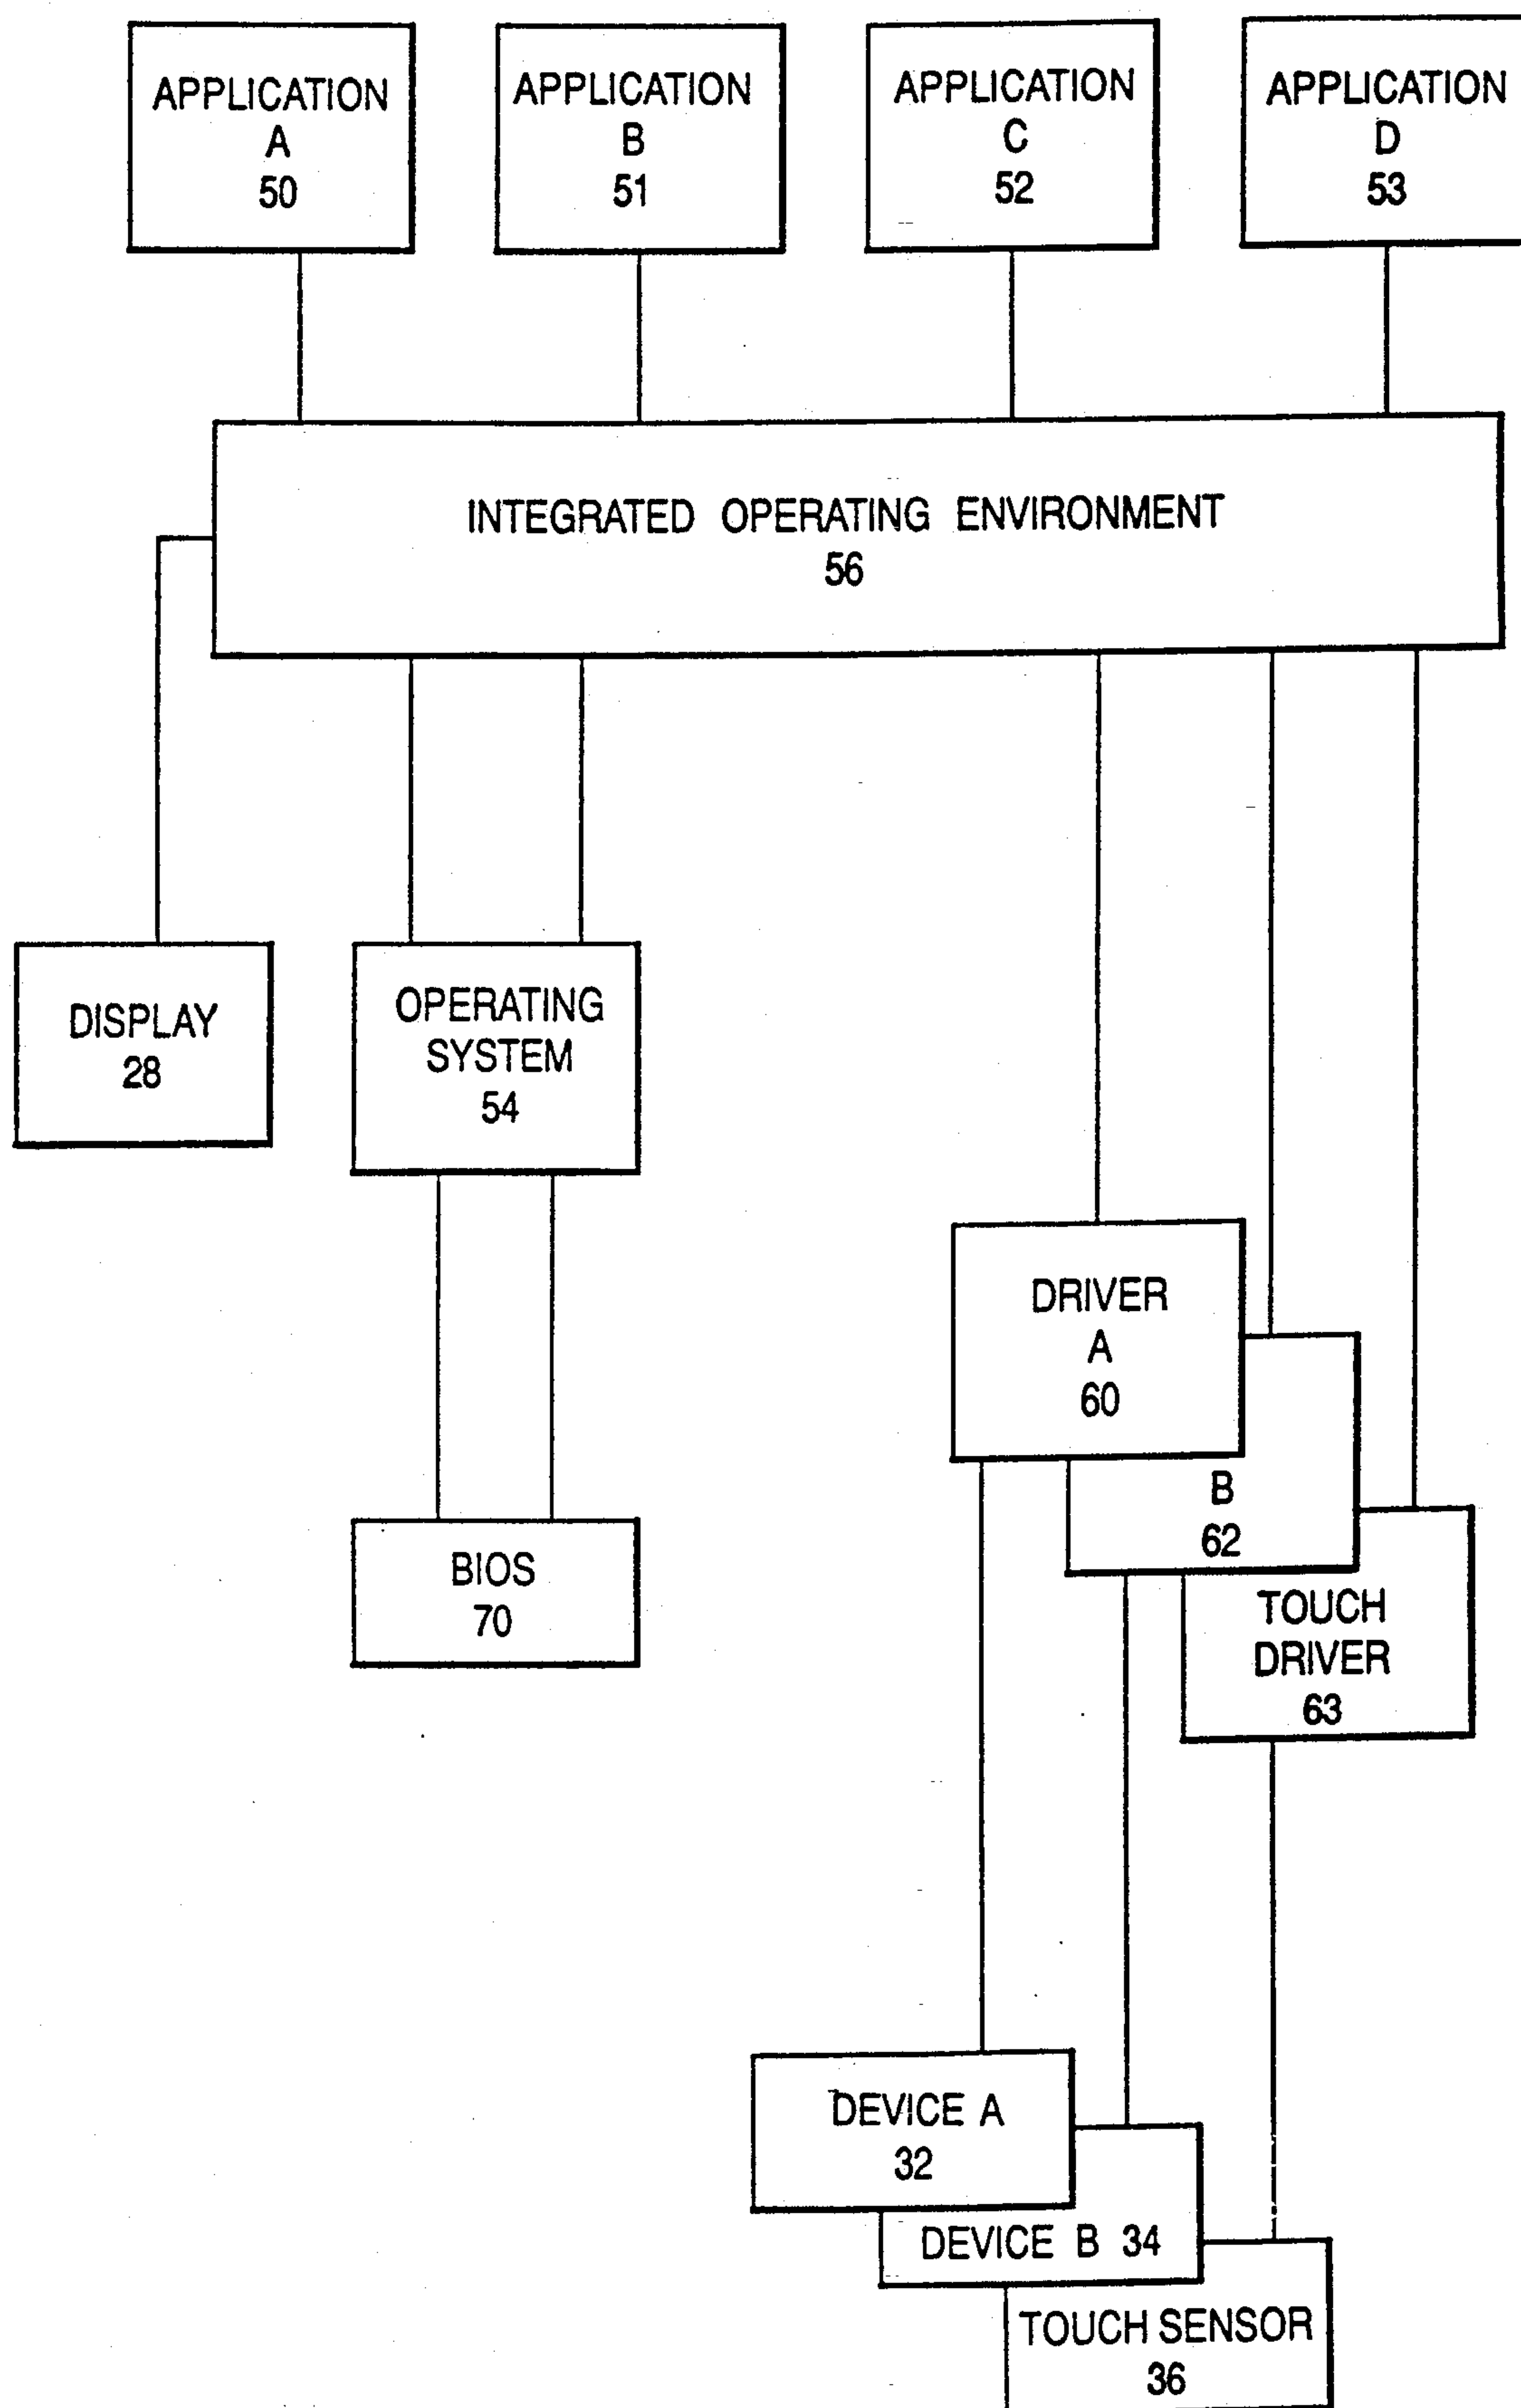 APPLICATION
A
50
APPLICATION
B
51
APPLICATION
C
52
APPLICATION
D
53
INTEGRATED OPERATING ENVIRONMENT
56
DISPLAY
28
OPERATING
SYSTEM
54
DRIVER
A
60
B
62
TOUCH
DRIVER
63
BIOS
70
DEVICE A
32
DEVICE B 34
TOUCH SENSOR
36